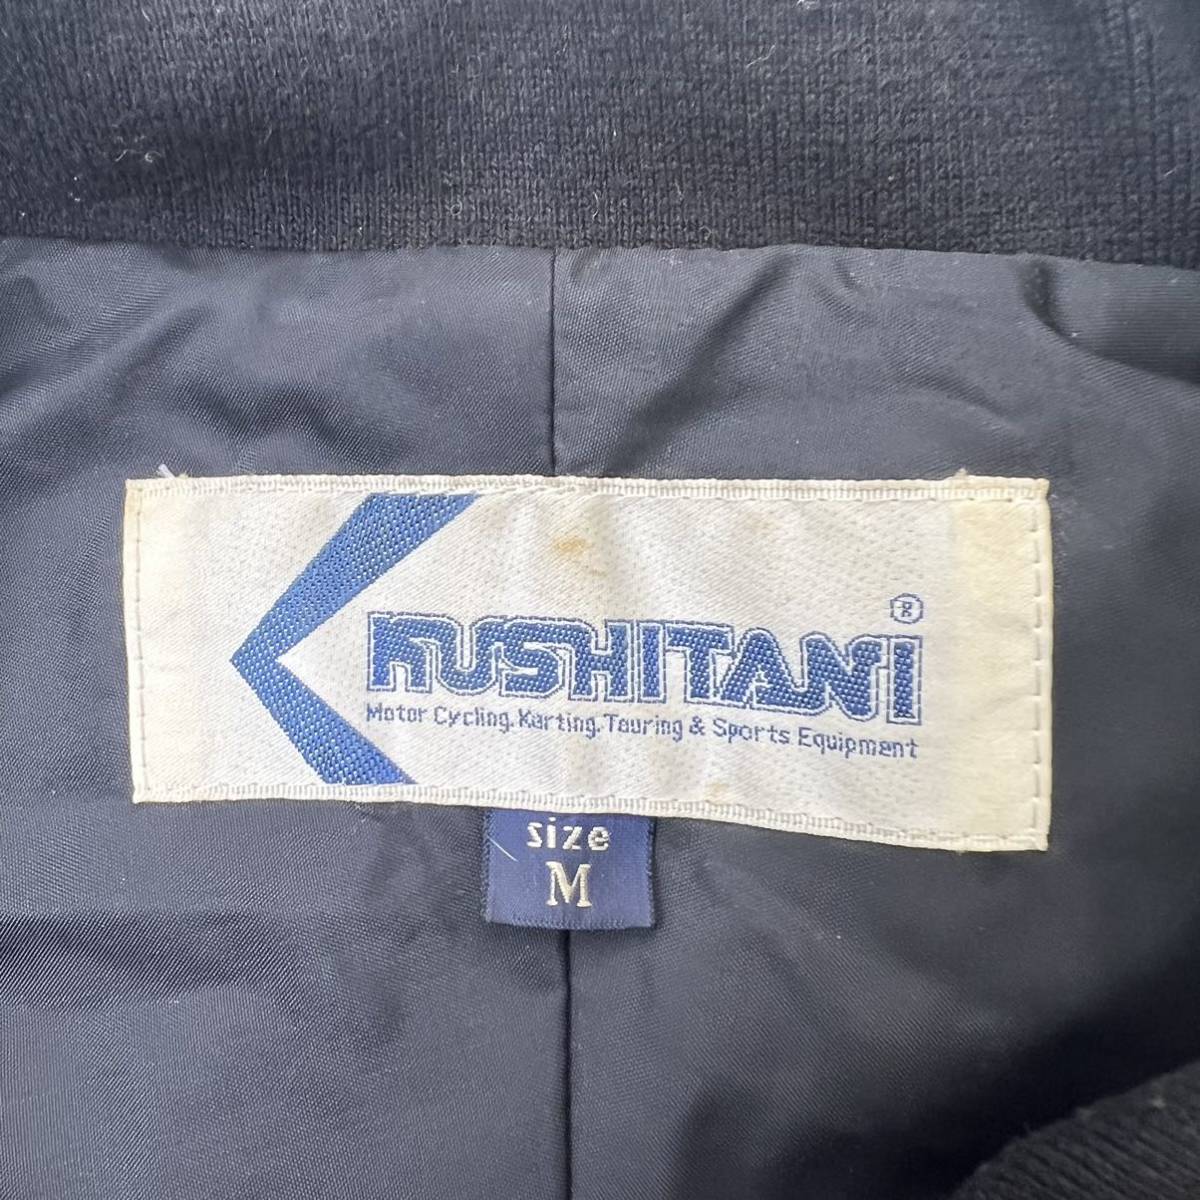 KUSHITANI ®
Motor Cycling. Karting. Touring & Sports Equipment
size
M